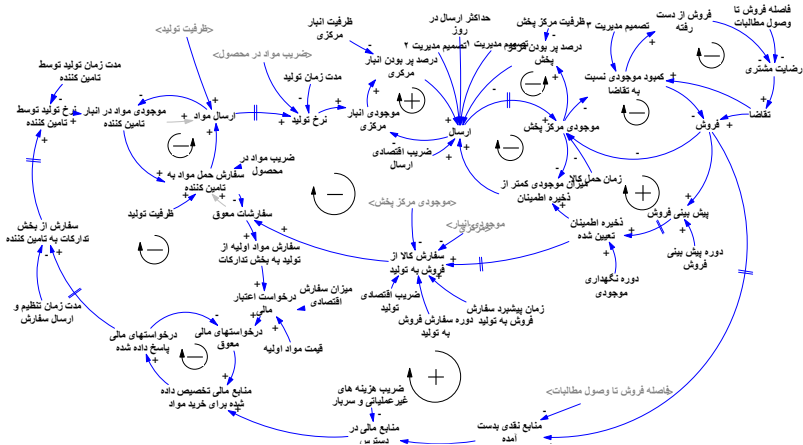 فاصله فروش تا
وصول مطالبات
فروش از دست
رفته
تصمیم مدیریت ۳
رضایت مشتری
تقاضا
کمبود موجودی نسبت
به تقاضا
فروش
حداکثر ارسال در
روز
تصمیم مدیریت ۱
تصمیم مدیریت ۲
ظرفیت مرکز پخش
درصد پر بودن مرکز
پخش
ظرفیت انبار
مرکزی
درصد پر بودن انبار
مرکزی
موجودی انبار
مرکزی
ارسال
موجودی مرکز پخش
ضریب اقتصادی
ارسال
میزان موجودی کمتر از
ذخیره اطمینان
زمان حمل کالا
ذخیره اطمینان
تعیین شده
پیش بینی فروش
دوره پیش بینی
فروش
دوره نگهداری
موجودی
<ظرفیت تولید>
<ضریب مواد در محصول>
مدت زمان تولید
نرخ تولید
ارسال مواد
مدت زمان تولید توسط
تامین کننده
نرخ تولید توسط
تامین کننده
موجودی مواد در انبار
تامین کننده
سفارش حمل مواد به
تامین کننده
ضریب مواد در
محصول
ظرفیت تولید
سفارشات معوق
سفارش مواد اولیه از
تولید به بخش تدارکات
سفارش از بخش
تدارکات به تامین کننده
مدت زمان تنظیم و
ارسال سفارش
<موجودی مرکز پخش>
سفارش کالا از
فروش به تولید
ضریب اقتصادی
تولید
دوره سفارش فروش
به تولید
زمان پیشبرد سفارش
فروش به تولید
میزان سفارش
اقتصادی
درخواست اعتبار
مالی
قیمت مواد اولیه
درخواستهای مالی
معوق
درخواستهای مالی
پاسخ داده شده
منابع مالی تخصیص داده
شده برای خرید مواد
ضریب هزینه های
غیرعملیاتی و سربار
منابع مالی در
دسترس
منابع نقدی بدست
آمده
<فاصله فروش تا وصول مطالبات>